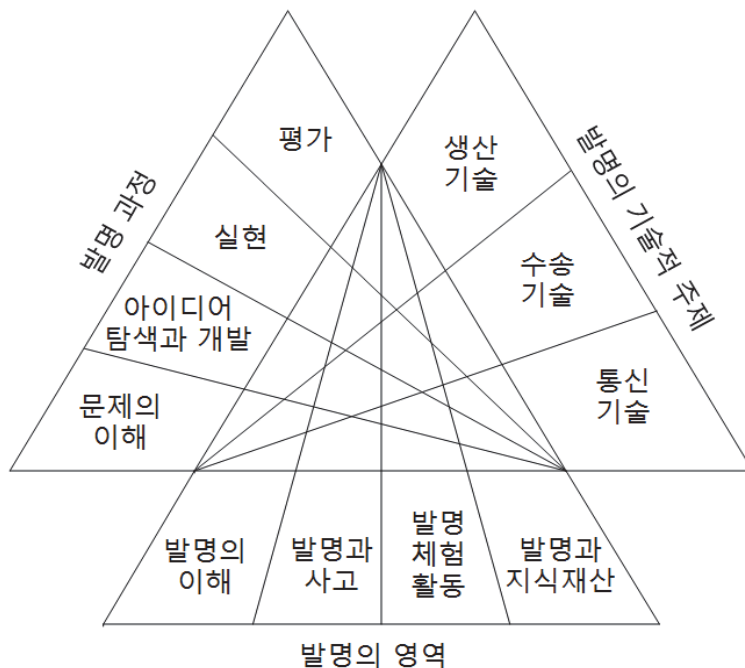 발명 과정
평가
실현
아이디어
탐색과 개발
문제의
이해
발명의 기술적 주제
생산
기술
수송
기술
통신
기술
발명의
이해
발명과
사고
발명
체험
활동
발명과
지식재산
발명의 영역